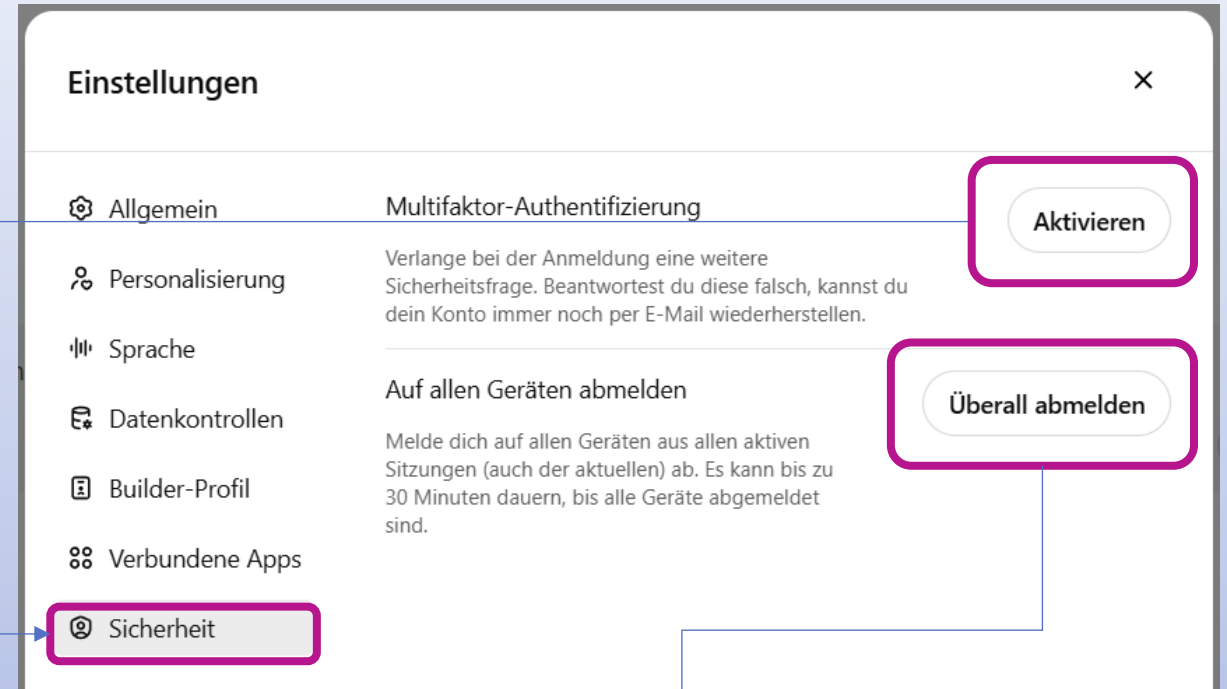 Einstellungen
Allgemein
Personalisierung
Sprache
Datenkontrollen
Builder-Profil
Verbundene Apps
Sicherheit
Multifaktor-Authentifizierung
Aktivieren
Verlange bei der Anmeldung eine weitere
Sicherheitsfrage. Beantwortest du diese falsch, kannst du
dein Konto immer noch per E-Mail wiederherstellen.
Auf allen Geräten abmelden
Überall abmelden
Melde dich auf allen Geräten aus allen aktiven
Sitzungen (auch der aktuellen) ab. Es kann bis zu
30 Minuten dauern, bis alle Geräte abgemeldet
sind.